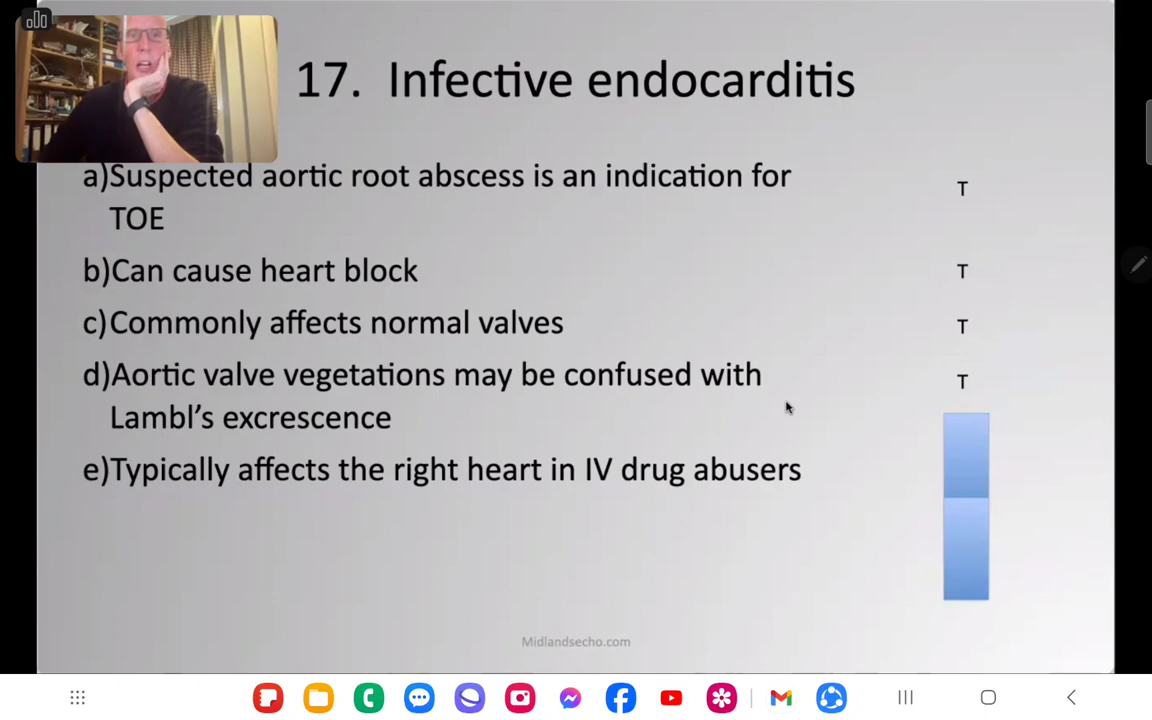 17. Infective endocarditis
a)Suspected aortic root abscess is an indication for
TOE
T
b)Can cause heart block
T
c)Commonly affects normal valves
T
d)Aortic valve vegetations may be confused with
Lambl’s excrescence
T
e)Typically affects the right heart in IV drug abusers
Midlandsecho.com